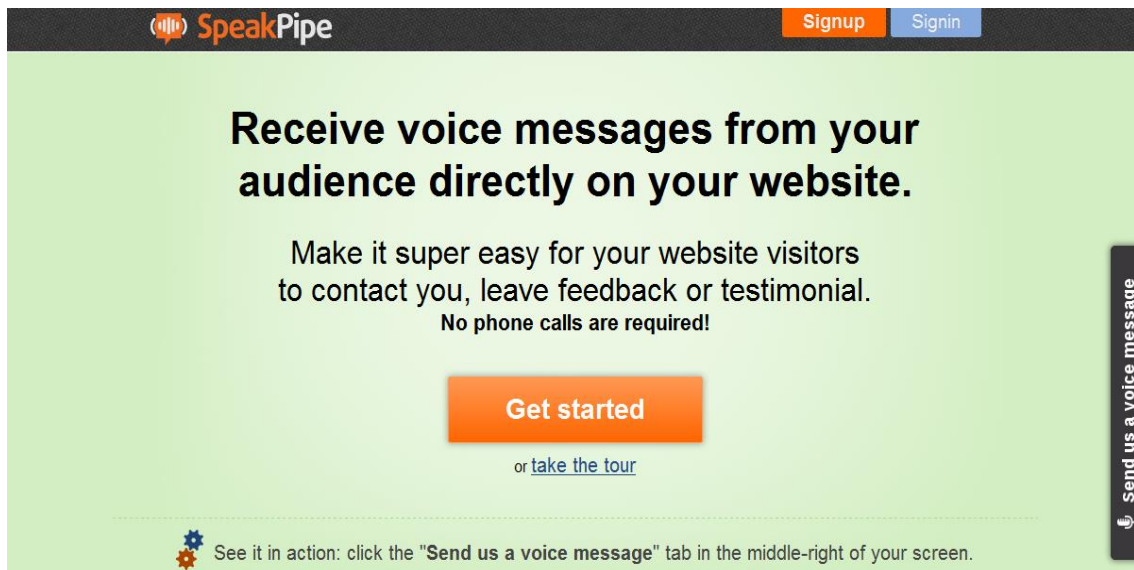 SpeakPipe
Signup
Signin
Receive voice messages from your
audience directly on your website.
Make it super easy for your website visitors
to contact you, leave feedback or testimonial.
No phone calls are required!
Get started
or take the tour
Send us a voice message
See it in action: click the "Send us a voice message" tab in the middle-right of your screen.